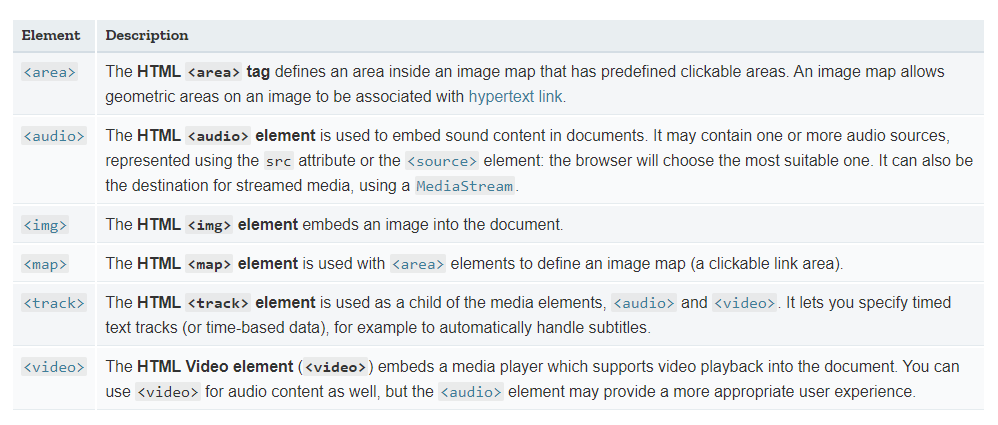 Element Description
<area> The HTML <area> tag defines an area inside an image map that has predefined clickable areas. An image map allows
geometric areas on an image to be associated with hypertext link.
<audio> The HTML <audio> element is used to embed sound content in documents. It may contain one or more audio sources,
represented using the src attribute or the <source> element: the browser will choose the most suitable one. It can also be
the destination for streamed media, using a MediaStream.
<img> The HTML <img> element embeds an image into the document.
<map> The HTML <map> element is used with <area> elements to define an image map (a clickable link area).
<track> The HTML <track> element is used as a child of the media elements, <audio> and <video>. It lets you specify timed
text tracks (or time-based data), for example to automatically handle subtitles.
<video> The HTML Video element (<video>) embeds a media player which supports video playback into the document. You can
use <video> for audio content as well, but the <audio> element may provide a more appropriate user experience.